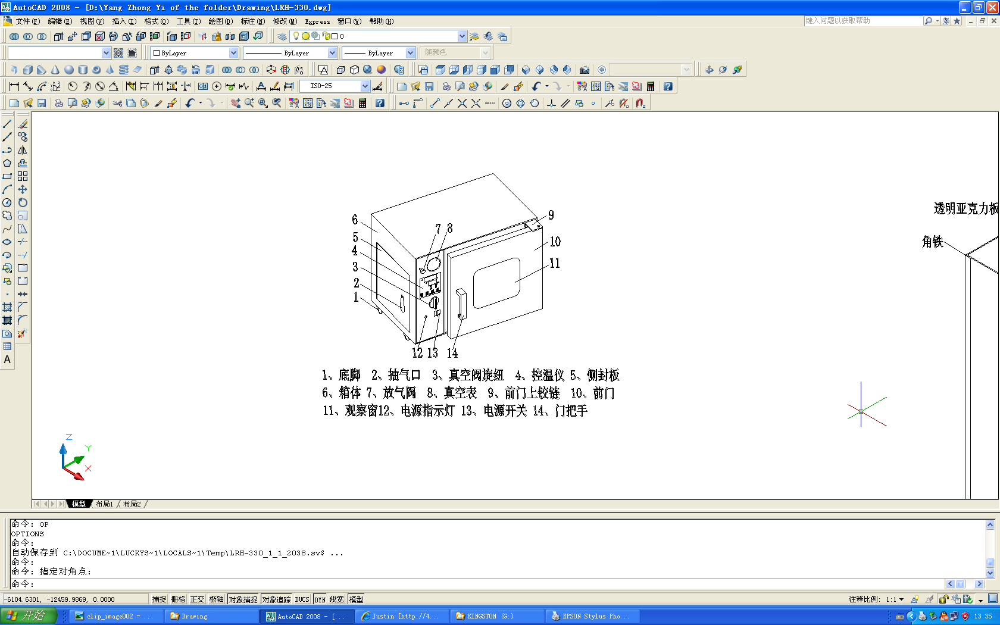 AutoCAD 2008 - [D:\Yang Zhong Yi of the folder\Drawing\LRH-330.dwg]
文件(F) 编辑(E) 视图(V) 插入(I) 格式(O) 工具(T) 绘图(D) 标注(N) 修改(M) Express 窗口(W) 帮助(H)
键入问题以获取帮助
0
ByLayer ByLayer ByLayer 随颜色
ISO-25
透明亚克力板
角铁
6
5
4
3
2
1
7 8
9
10
11
12 13 14
1、底脚 2、抽气口 3、真空阀旋纽 4、控温仪 5、侧封板
6、箱体 7、放气阀 8、真空表 9、前门上铰链 10、前门
11、观察窗12、电源指示灯 13、电源开关 14、门把手
Z
Y
X
模型 布局1 布局2
命令: OP
OPTIONS
命令:
自动保存到 C:\DOCUME~1\LUCKYS~1\LOCALS~1\Temp\LRH-330_1_1_2038.sv$ ...
命令:
命令: 指定对角点:
命令:
-6104.6301, -12459.9869, 0.0000 捕捉 栅格 正交 极轴 对象捕捉 对象追踪 DUCS DYN 线宽 模型 注释比例: 1:1
开始 clip_image002 - ... Drawing AutoCAD 2008 - [... Justin [http://4... KINGSTON (G:) EPSON Stylus Pho... 13:35